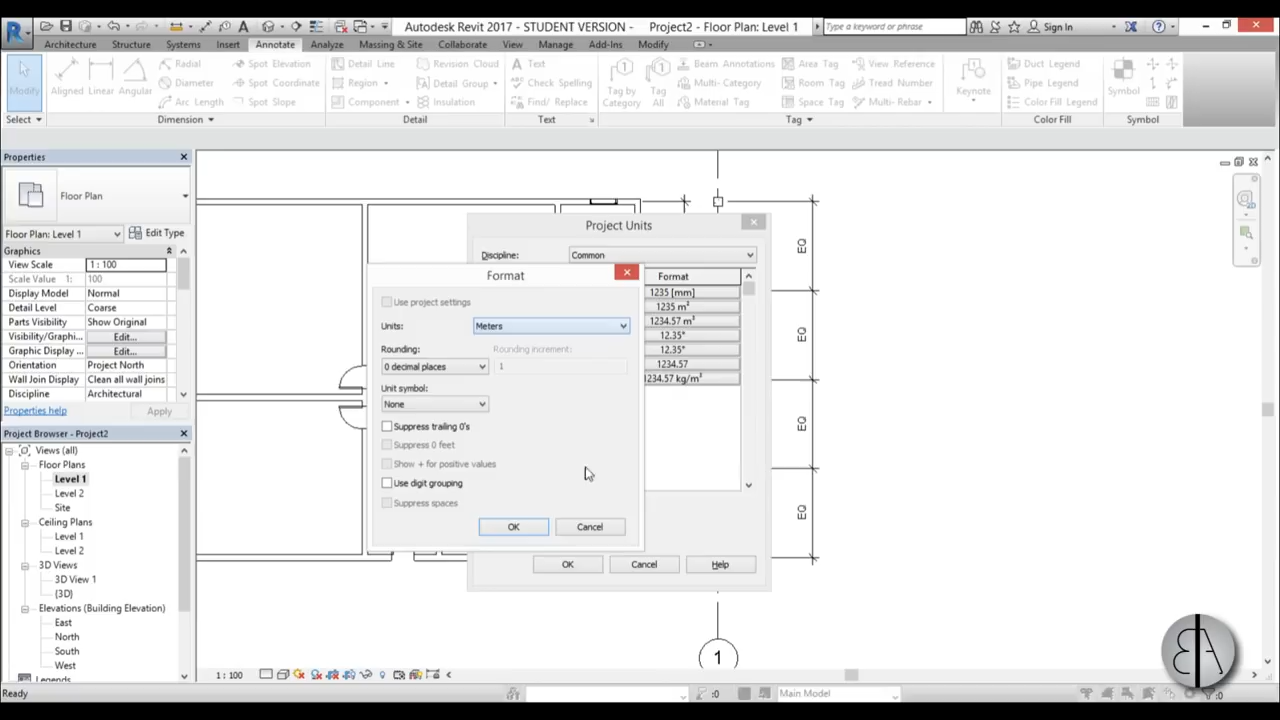 Autodesk Revit 2017 - STUDENT VERSION - Project2 - Floor Plan: Level 1
Type a keyword or phrase
Sign In
Architecture Structure Systems Insert Annotate Analyze Massing & Site Collaborate View Manage Add-Ins Modify
Modify
Aligned Linear Angular
Radial
Diameter
Arc Length
Spot Elevation
Spot Coordinate
Spot Slope
Detail Line
Region
Component
Revision Cloud
Detail Group
Insulation
Text
Check Spelling
Find/ Replace
Tag by
Category
Tag
All
Beam Annotations
Multi- Category
Material Tag
Area Tag
Room Tag
Space Tag
View Reference
Tread Number
Multi- Rebar
Keynote
Duct Legend
Pipe Legend
Color Fill Legend
Symbol
Select
Dimension
Detail
Text
Tag
Color Fill
Symbol
Properties
Floor Plan
Floor Plan: Level 1
Edit Type
Graphics
View Scale 1 : 100
Scale Value 1: 100
Display Model Normal
Detail Level Coarse
Parts Visibility Show Original
Visibility/Graphi... Edit...
Graphic Display ... Edit...
Orientation Project North
Wall Join Display Clean all wall joins
Discipline Architectural
Properties help
Apply
Project Browser - Project2
Views (all)
Floor Plans
Level 1
Level 2
Site
Ceiling Plans
Level 1
Level 2
3D Views
3D View 1
{3D}
Elevations (Building Elevation)
East
North
South
West
Legends
Project Units
Discipline:
Common
Format
1235 [mm]
1235 m²
1234.57 m³
12.35°
12.35°
1234.57
1234.57 kg/m³
OK
Cancel
Help
Format
Use project settings
Units:
Meters
Rounding:
Rounding increment:
0 decimal places
1
Unit symbol:
None
Suppress trailing 0's
Suppress 0 feet
Show + for positive values
Use digit grouping
Suppress spaces
OK
Cancel
EQ
EQ
EQ
EQ
1
1 : 100
Ready
:0
Main Model
:0